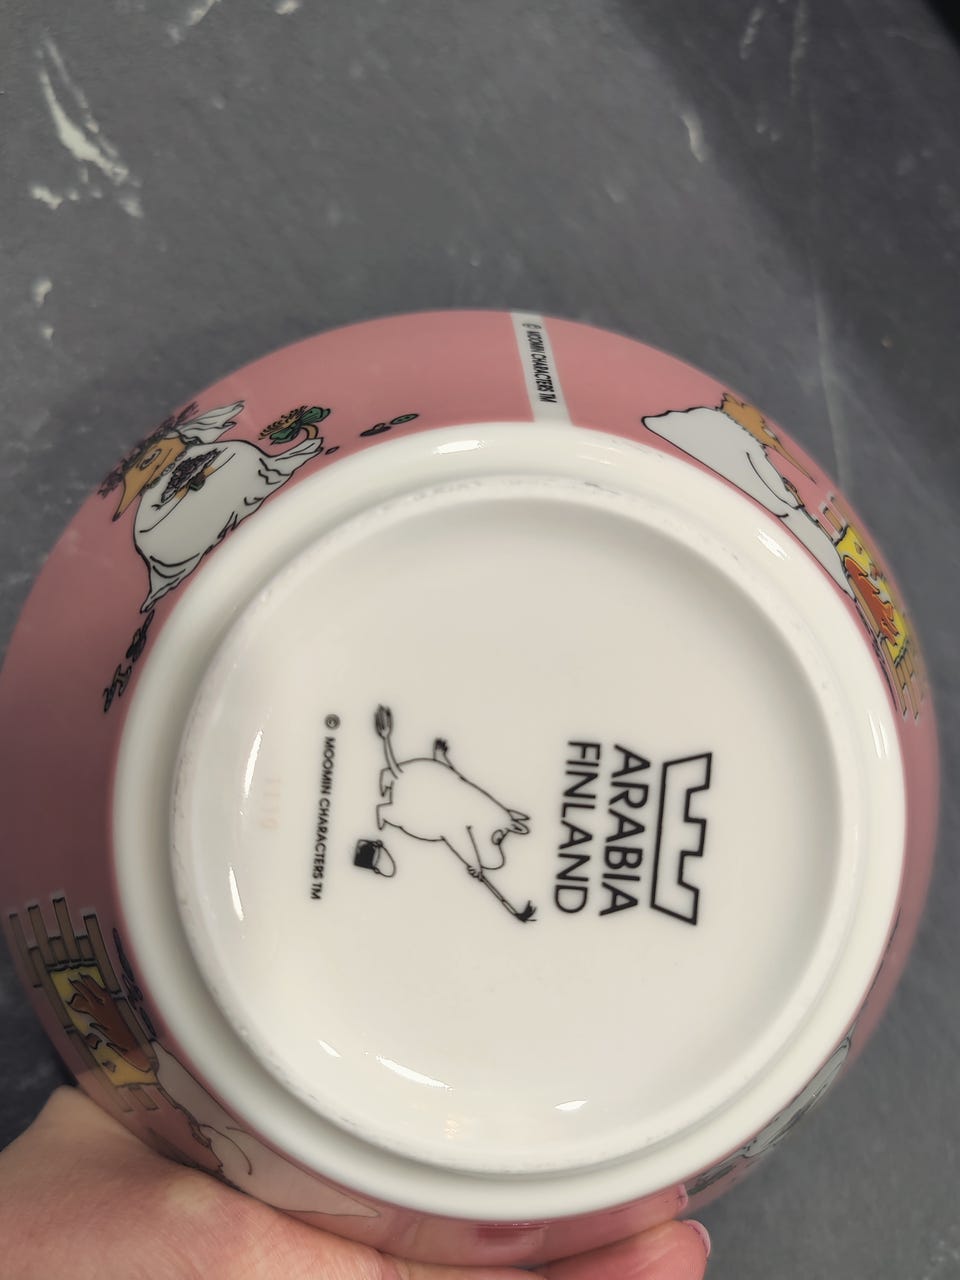 ARABIA
FINLAND
© MOOMIN CHARACTERS TM
© MOOMIN CHARACTERS TM